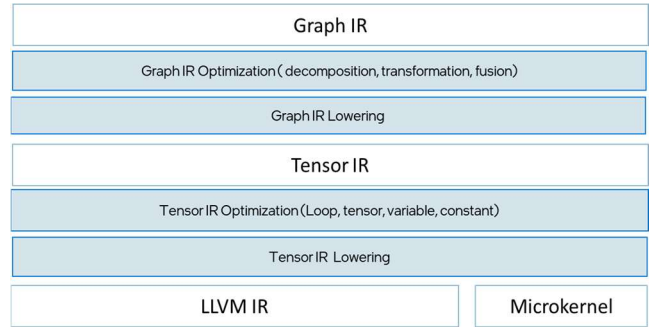 Graph IR
Graph IR Optimization ( decomposition, transformation, fusion)
Graph IR Lowering
Tensor IR
Tensor IR Optimization (Loop, tensor, variable, constant)
Tensor IR Lowering
LLVM IR
Microkernel